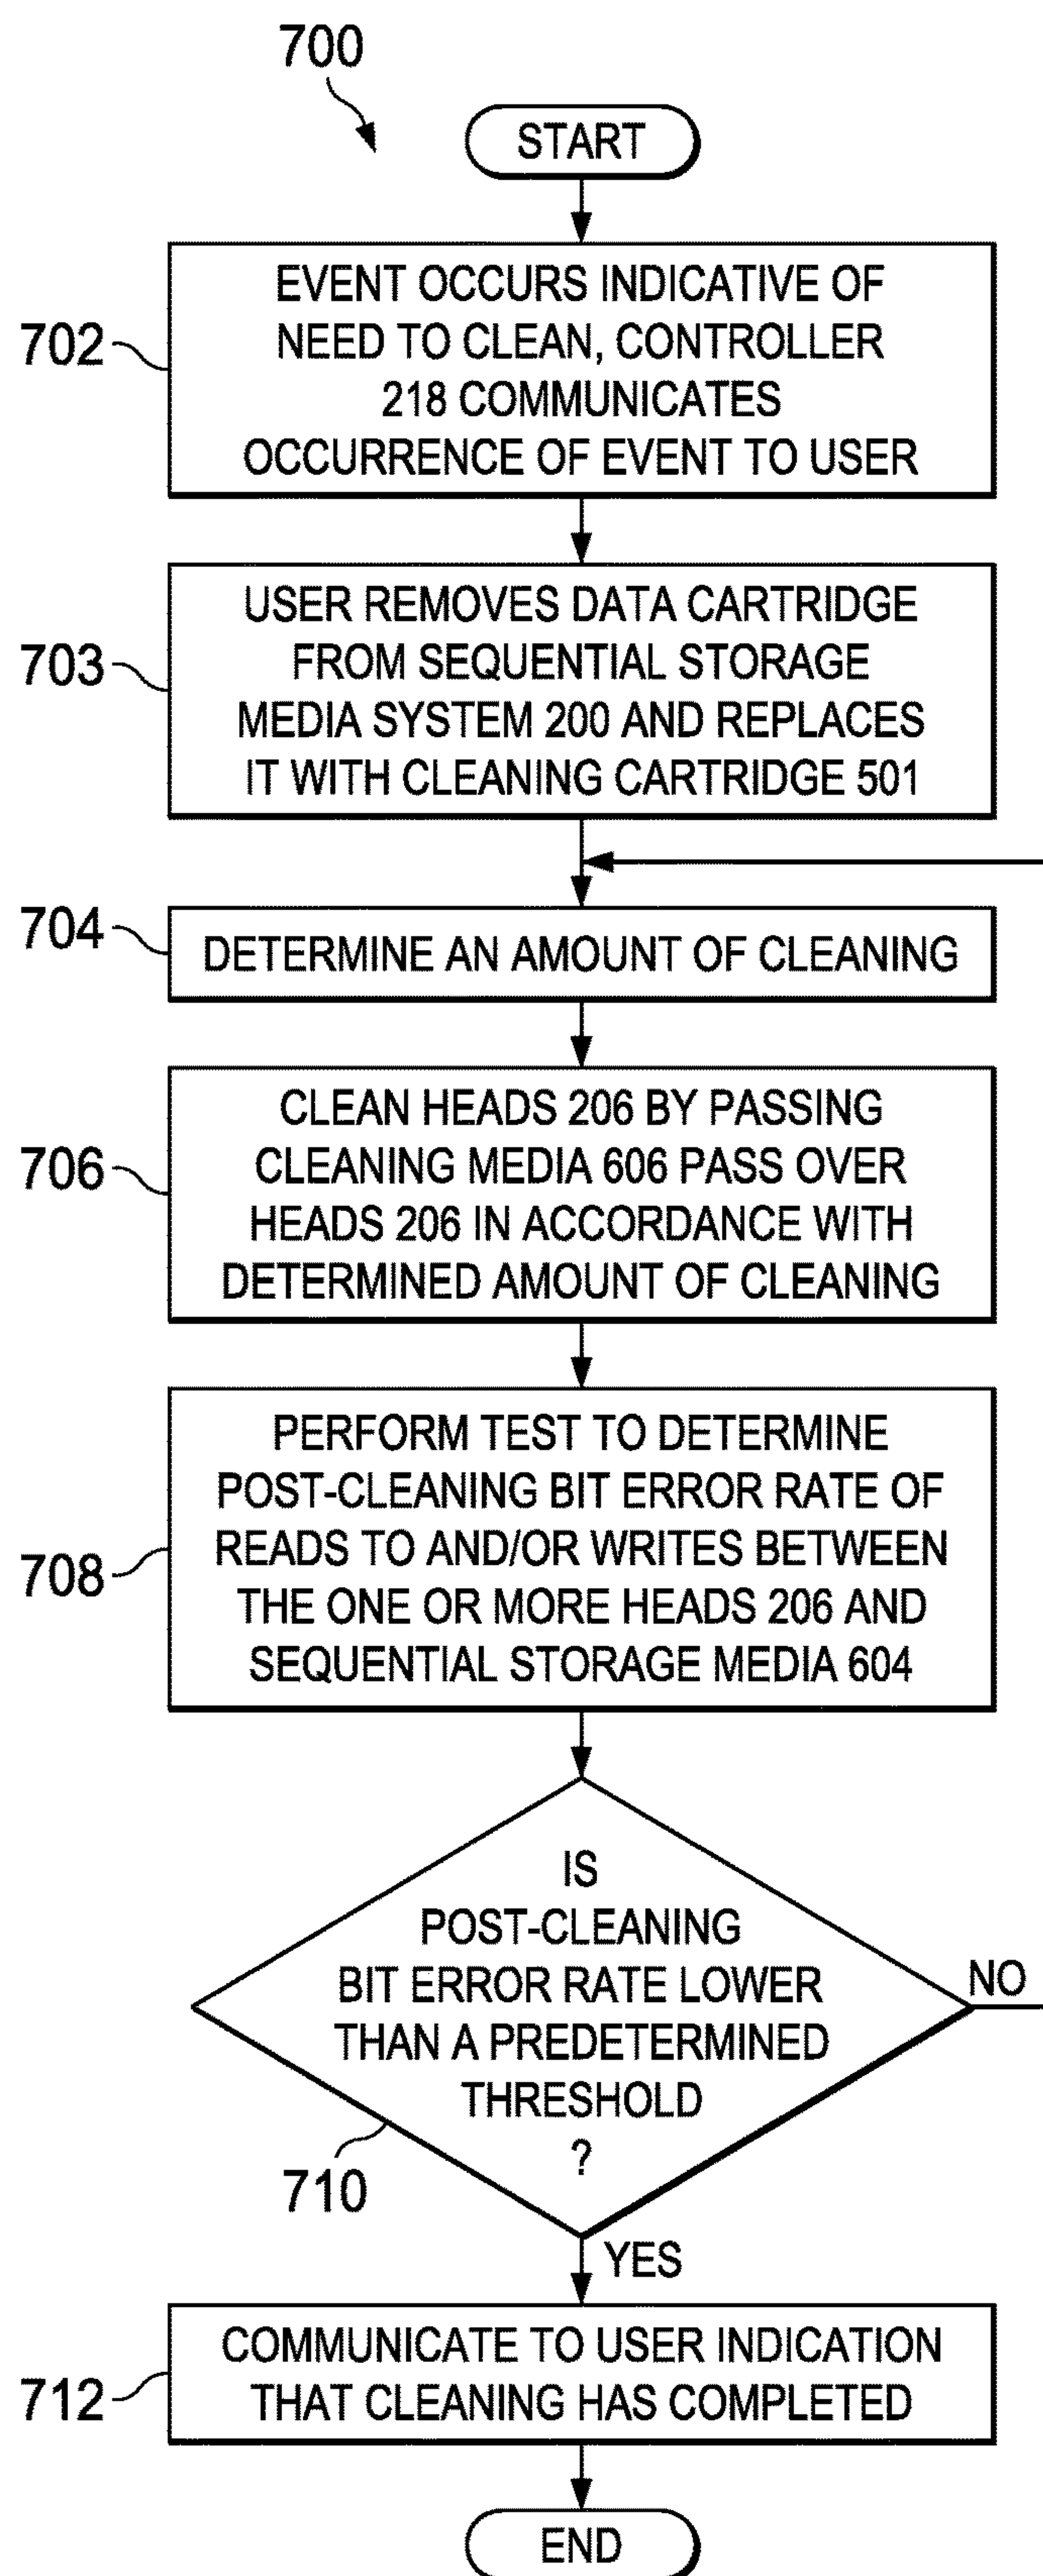 700
START
702
EVENT OCCURS INDICATIVE OF
NEED TO CLEAN, CONTROLLER
218 COMMUNICATES
OCCURRENCE OF EVENT TO USER
703
USER REMOVES DATA CARTRIDGE
FROM SEQUENTIAL STORAGE
MEDIA SYSTEM 200 AND REPLACES
IT WITH CLEANING CARTRIDGE 501
704
DETERMINE AN AMOUNT OF CLEANING
706
CLEAN HEADS 206 BY PASSING
CLEANING MEDIA 606 PASS OVER
HEADS 206 IN ACCORDANCE WITH
DETERMINED AMOUNT OF CLEANING
708
PERFORM TEST TO DETERMINE
POST-CLEANING BIT ERROR RATE OF
READS TO AND/OR WRITES BETWEEN
THE ONE OR MORE HEADS 206 AND
SEQUENTIAL STORAGE MEDIA 604
IS
POST-CLEANING
BIT ERROR RATE LOWER
THAN A PREDETERMINED
THRESHOLD
?
NO
710
YES
712
COMMUNICATE TO USER INDICATION
THAT CLEANING HAS COMPLETED
END